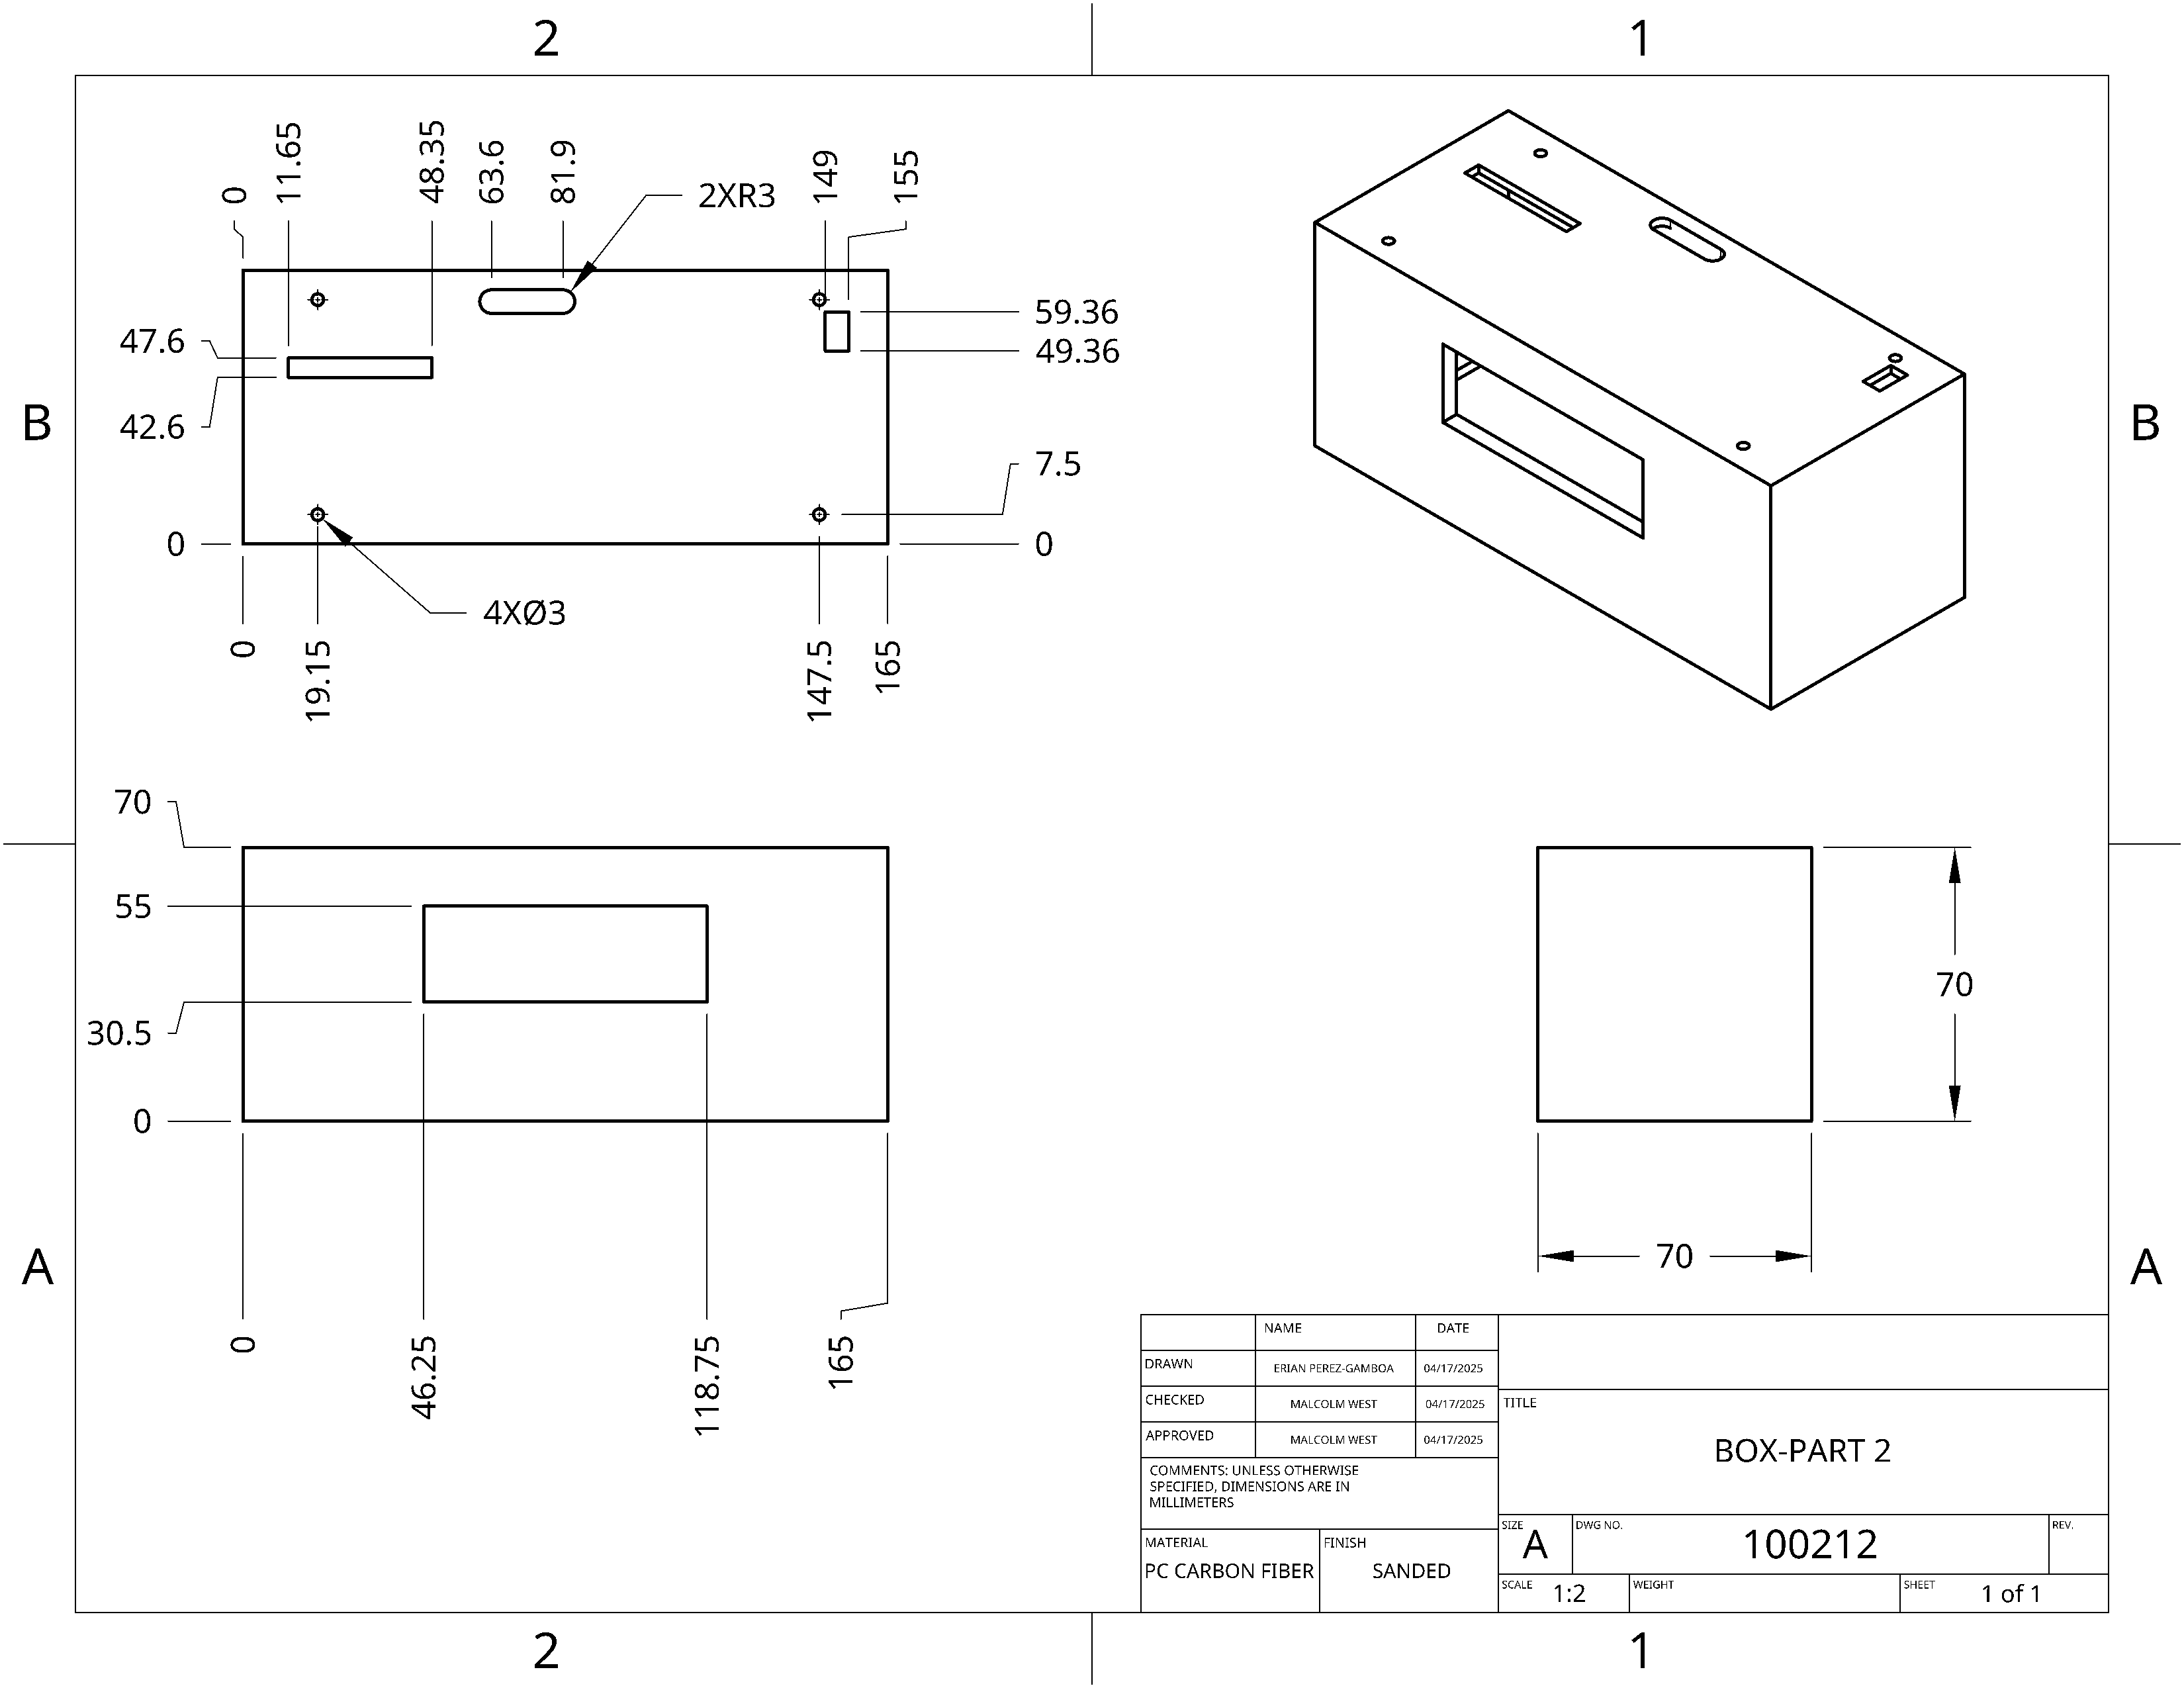 2
1
0
11.65
48.35
63.6
81.9
2XR3
149
155
47.6
42.6
0
59.36
49.36
7.5
0
B
B
4XØ3
0
19.15
147.5
165
70
55
30.5
0
0
46.25
118.75
165
70
70
A
A
NAME
DATE
DRAWN
ERIAN PEREZ-GAMBOA
04/17/2025
CHECKED
MALCOLM WEST
04/17/2025
APPROVED
MALCOLM WEST
04/17/2025
COMMENTS: UNLESS OTHERWISE
SPECIFIED, DIMENSIONS ARE IN
MILLIMETERS
MATERIAL
PC CARBON FIBER
FINISH
SANDED
TITLE
BOX-PART 2
SIZE
A
DWG NO.
100212
REV.
SCALE
1:2
WEIGHT
SHEET
1 of 1
2
1